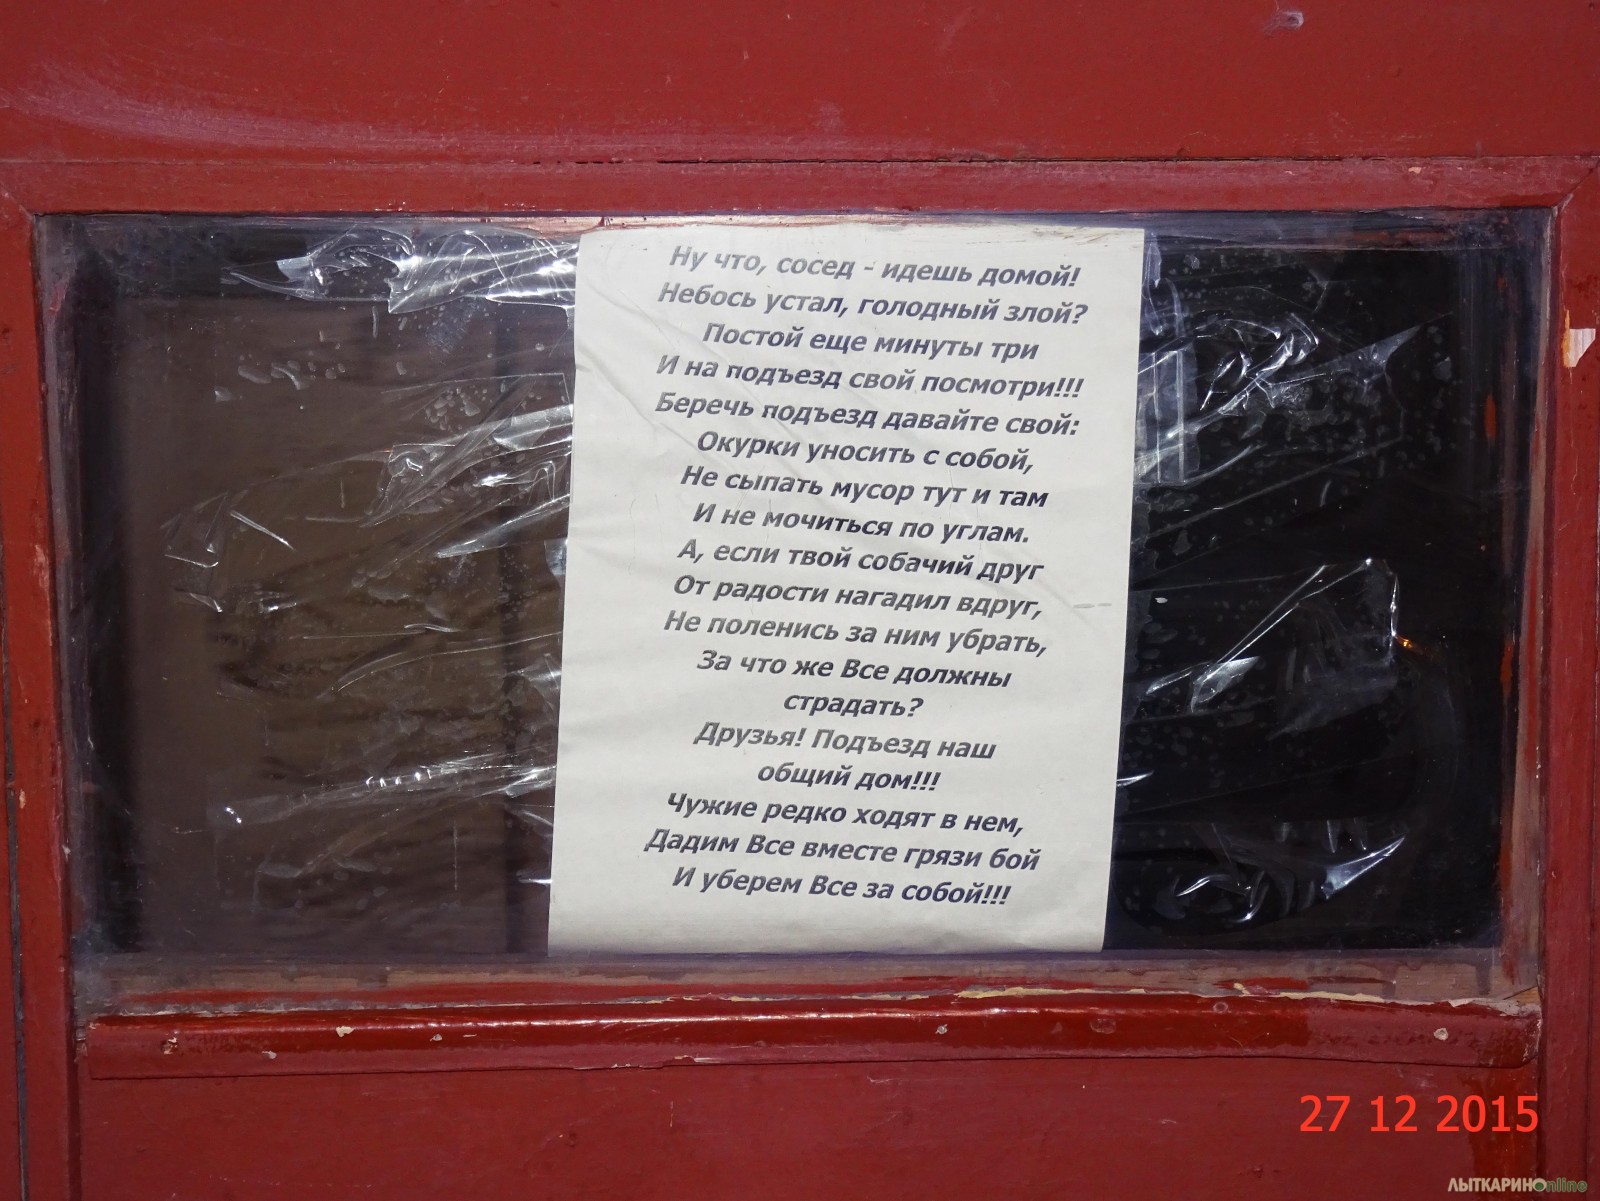 Ну что, сосед - идешь домой!
Небось устал, голодный злой?
Постой еще минуты три
И на подъезд свой посмотри!!!
Беречь подъезд давайте свой:
Окурки уносить с собой,
Не сыпать мусор тут и там
И не мочиться по углам.
А, если твой собачий друг
От радости нагадил вдруг,
Не поленись за ним убрать,
За что же Все должны
страдать?
Друзья! Подъезд наш
общий дом!!!
Чужие редко ходят в нем,
Дадим Все вместе грязи бой
И уберем Все за собой!!!
27 12 2015
ЛЫТКАРИНОonline